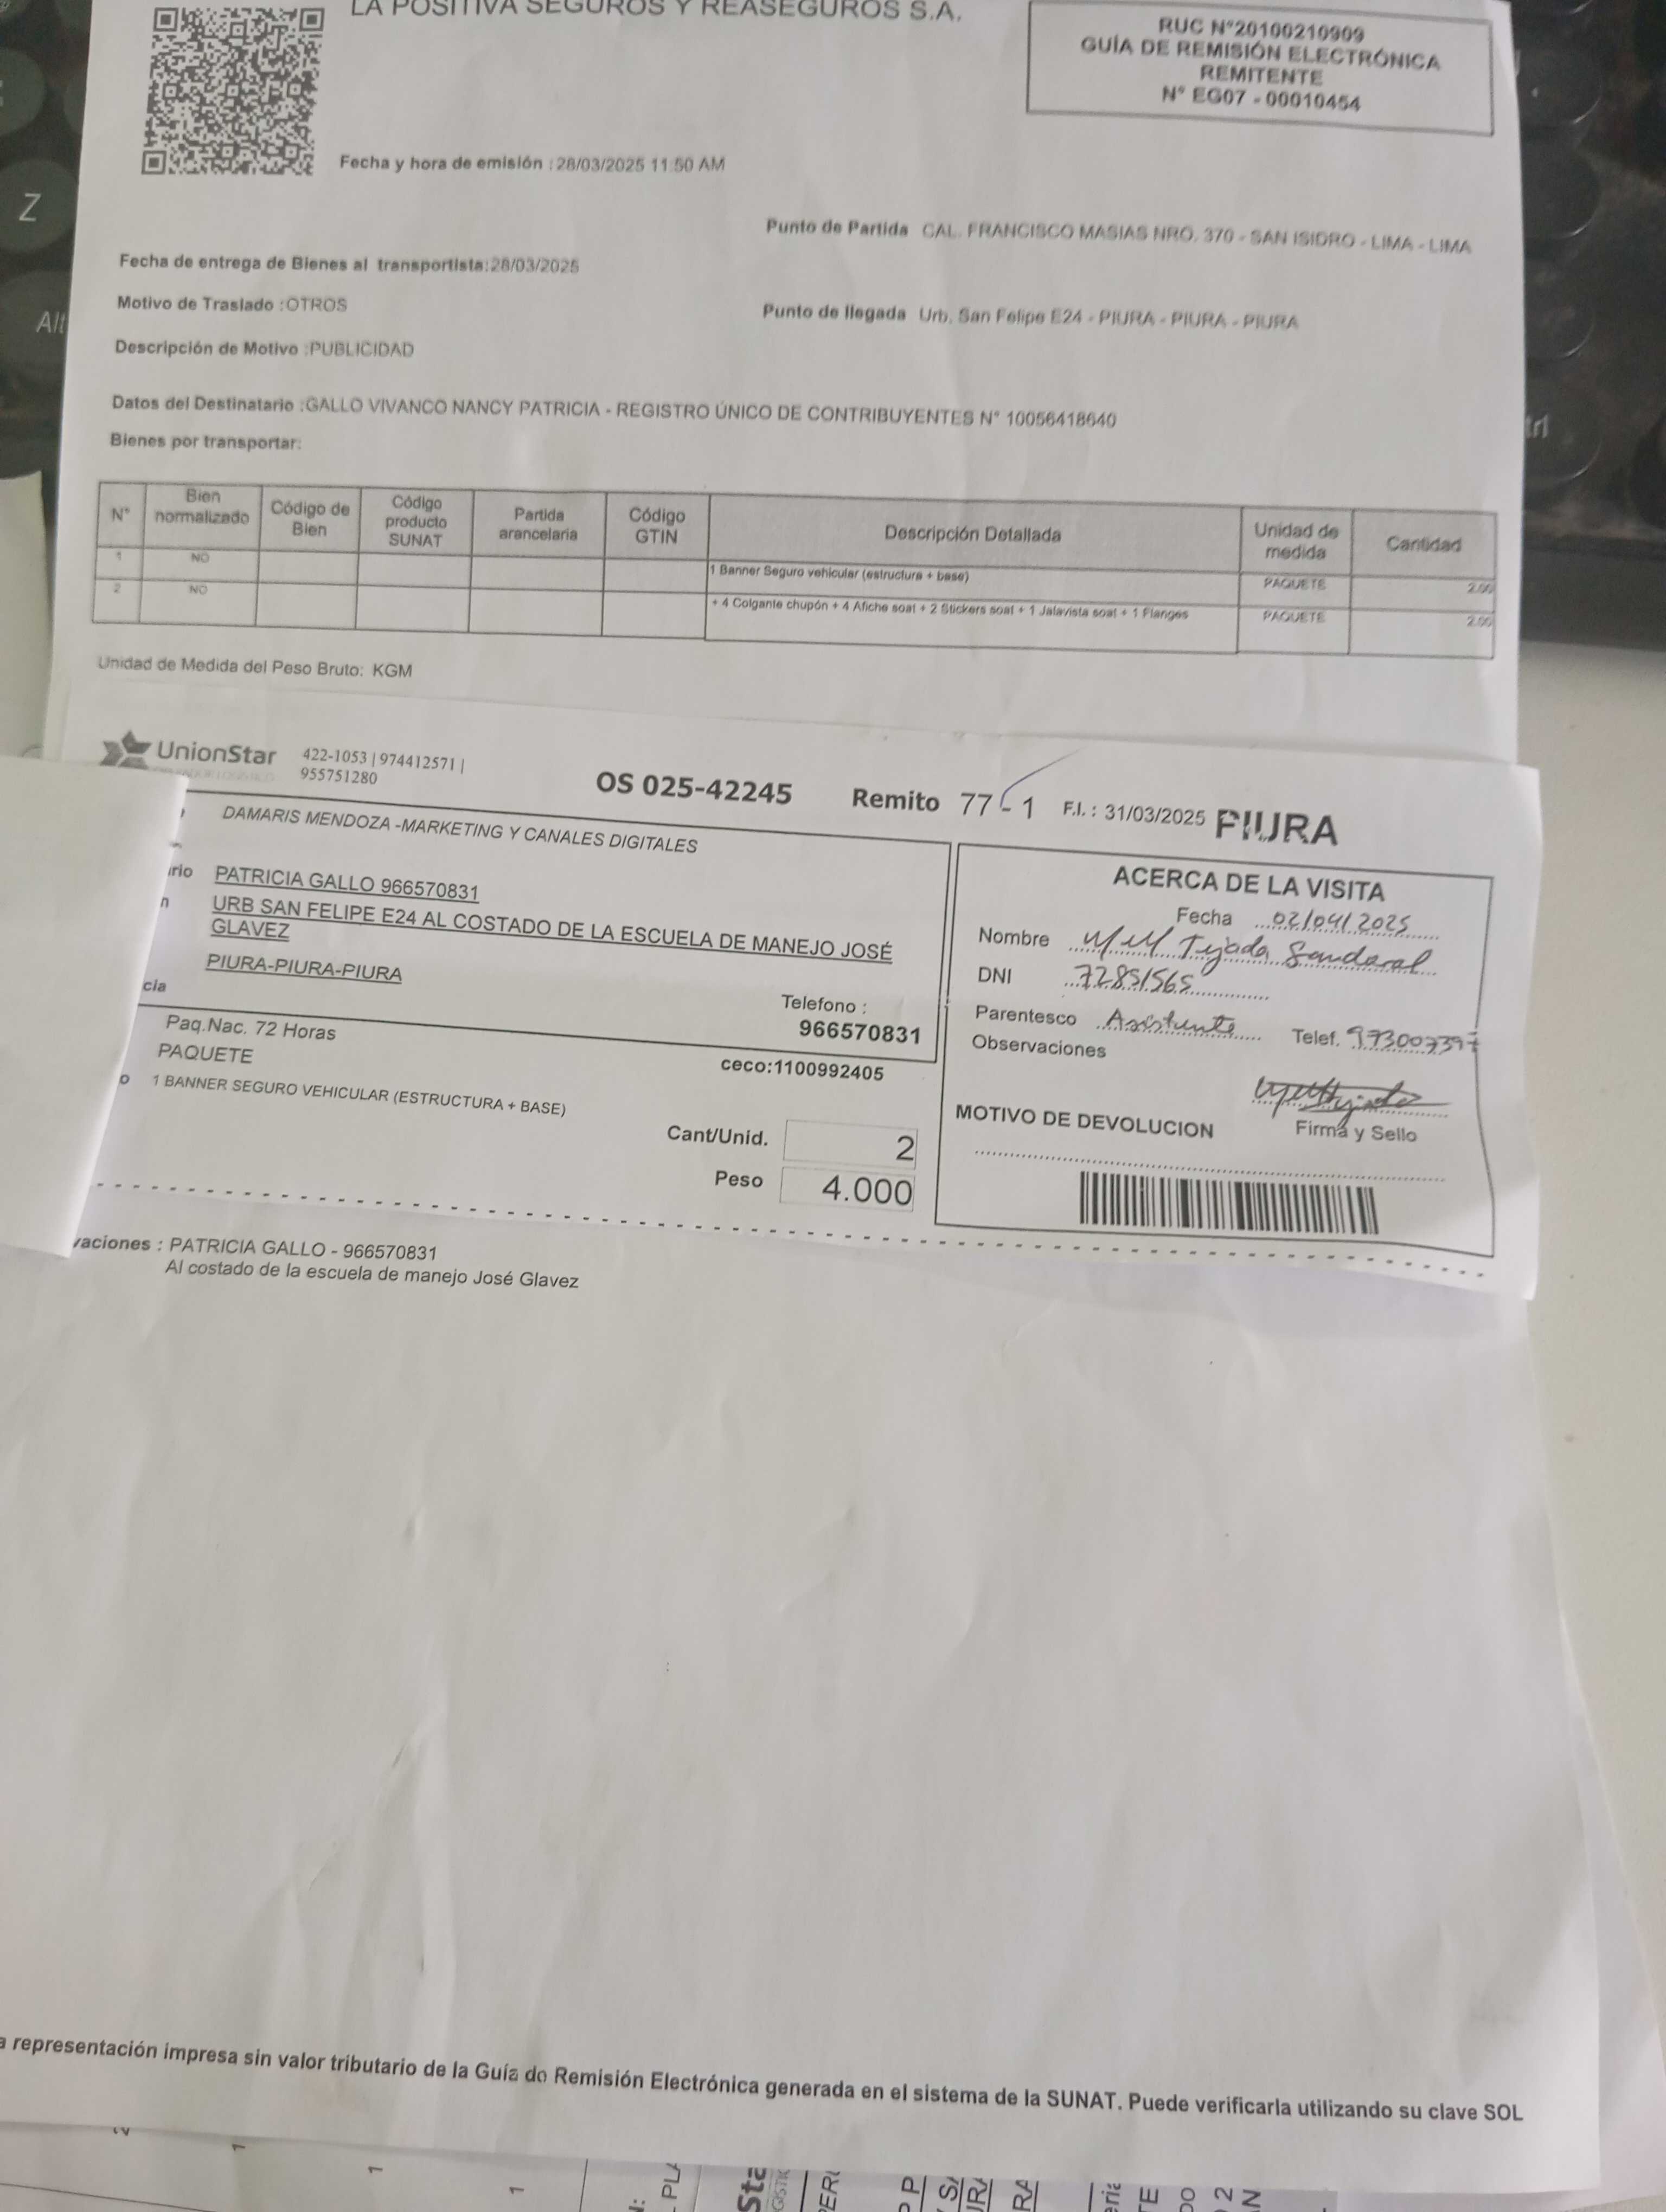 LA POSITIVA SEGUROS Y REASEGUROS S.A.
RUC N°20100210909
GUÍA DE REMISIÓN ELECTRÓNICA
REMITENTE
N° EG07 - 00010454
Fecha y hora de emisión : 28/03/2025 11:50 AM
Punto de Partida CAL. FRANCISCO MASIAS NRO. 370 - SAN ISIDRO - LIMA - LIMA
Fecha de entrega de Bienes al transportista:28/03/2025
Motivo de Traslado :OTROS
Punto de llegada Urb. San Felipe E24 - PIURA - PIURA - PIURA
Descripción de Motivo :PUBLICIDAD
Datos del Destinatario :GALLO VIVANCO NANCY PATRICIA - REGISTRO ÚNICO DE CONTRIBUYENTES N° 10056418640
Bienes por transportar:
N° Bien normalizado Código de Bien Código producto SUNAT Partida arancelaria Código GTIN Descripción Detallada Unidad de medida Cantidad
1 NO 1 Banner Seguro vehicular (estructura + base) PAQUETE 2.00
2 NO + 4 Colgante chupón + 4 Afiche soat + 2 Stickers soat + 1 Jalavista soat + 1 Flanges PAQUETE 2.00
Unidad de Medida del Peso Bruto: KGM
UnionStar 422-1053 | 974412571 |
955751280
OS 025-42245 Remito 77 - 1 F.I. : 31/03/2025 PIURA
DAMARIS MENDOZA -MARKETING Y CANALES DIGITALES
rio PATRICIA GALLO 966570831
n URB SAN FELIPE E24 AL COSTADO DE LA ESCUELA DE MANEJO JOSÉ
GLAVEZ
PIURA-PIURA-PIURA
cia
Telefono :
966570831
Paq.Nac. 72 Horas
PAQUETE
ceco:1100992405
o 1 BANNER SEGURO VEHICULAR (ESTRUCTURA + BASE)
Cant/Unid. 2
Peso 4.000
ACERCA DE LA VISITA
Fecha 02/04/2025
Nombre Tejada
DNI 72851565
Parentesco Asistente Telef. 973007397
Observaciones
Firma y Sello
MOTIVO DE DEVOLUCION
vaciones : PATRICIA GALLO - 966570831
Al costado de la escuela de manejo José Glavez
a representación impresa sin valor tributario de la Guía de Remisión Electrónica generada en el sistema de la SUNAT. Puede verificarla utilizando su clave SOL